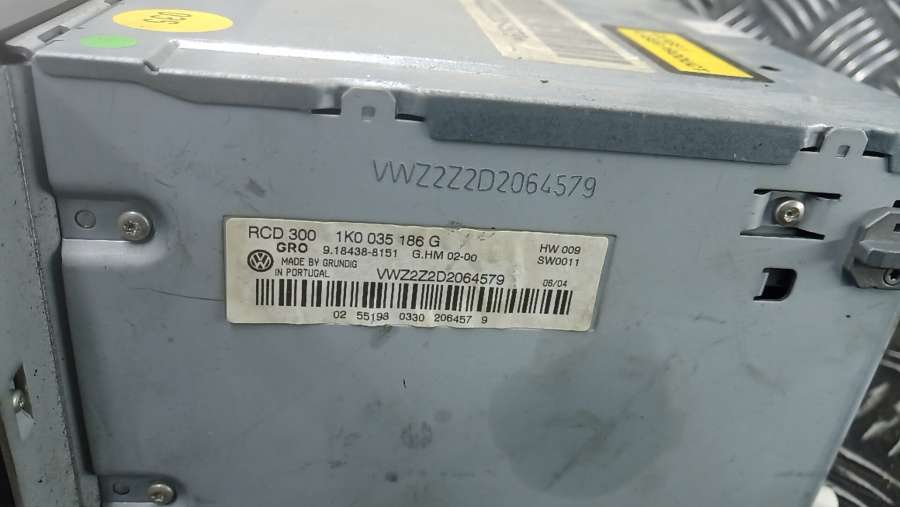 SEO
VWZ2Z2D2064579
RCD 300 1K0 035 186 G
GRO 9.18438-8151 G.HM 02-00
HW 009
SW0011
MADE BY GRUNDIG
IN PORTUGAL
VWZ2Z2D2064579
06/04
02 55198 0330 206457 9